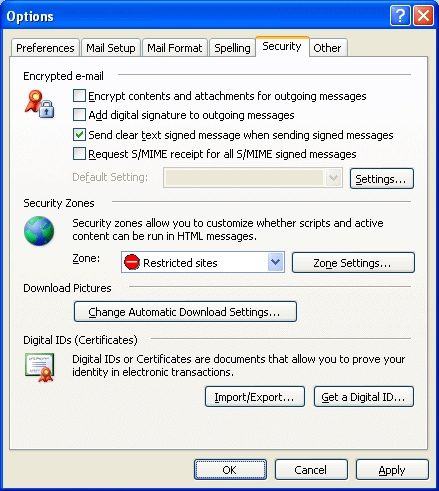 Options
Preferences Mail Setup Mail Format Spelling Security Other
Encrypted e-mail
Encrypt contents and attachments for outgoing messages
Add digital signature to outgoing messages
Send clear text signed message when sending signed messages
Request S/MIME receipt for all S/MIME signed messages
Default Setting: Settings...
Security Zones
Security zones allow you to customize whether scripts and active
content can be run in HTML messages.
Zone: Restricted sites Zone Settings...
Download Pictures
Change Automatic Download Settings...
Digital IDs (Certificates)
Digital IDs or Certificates are documents that allow you to prove your
identity in electronic transactions.
Import/Export... Get a Digital ID...
OK Cancel Apply